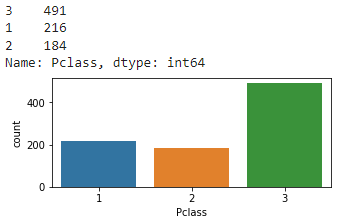 3    491
1    216
2    184
Name: Pclass, dtype: int64
400
200
0
count
1 2 3
Pclass